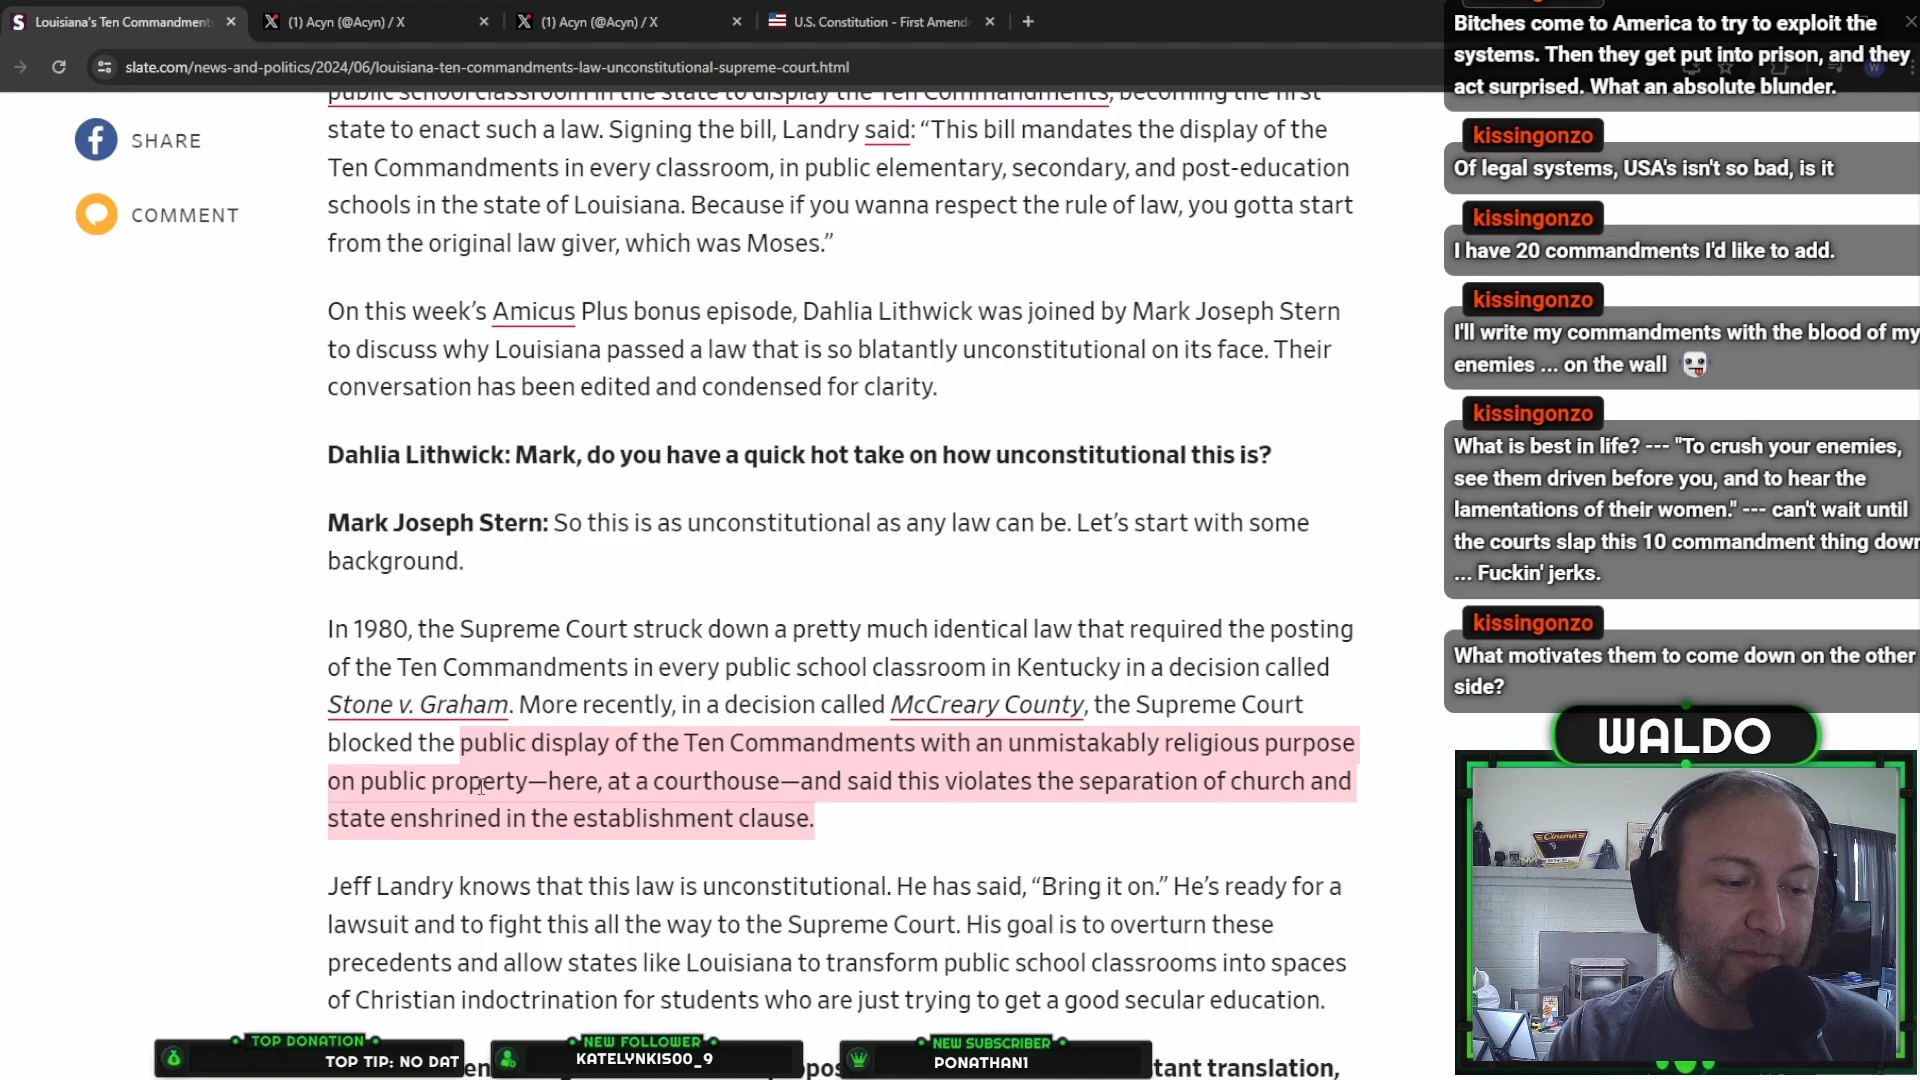 Louisiana's Ten Commandment
(1) Acyn (@Acyn) / X
(1) Acyn (@Acyn) / X
U.S. Constitution - First Amend
slate.com/news-and-politics/2024/06/louisiana-ten-commandments-law-unconstitutional-supreme-court.html
SHARE
COMMENT
public school classroom in the state to display the Ten Commandments, becoming the first
state to enact such a law. Signing the bill, Landry said: “This bill mandates the display of the
Ten Commandments in every classroom, in public elementary, secondary, and post-education
schools in the state of Louisiana. Because if you wanna respect the rule of law, you gotta start
from the original law giver, which was Moses.”
On this week’s Amicus Plus bonus episode, Dahlia Lithwick was joined by Mark Joseph Stern
to discuss why Louisiana passed a law that is so blatantly unconstitutional on its face. Their
conversation has been edited and condensed for clarity.
Dahlia Lithwick: Mark, do you have a quick hot take on how unconstitutional this is?
Mark Joseph Stern: So this is as unconstitutional as any law can be. Let’s start with some
background.
In 1980, the Supreme Court struck down a pretty much identical law that required the posting
of the Ten Commandments in every public school classroom in Kentucky in a decision called
Stone v. Graham. More recently, in a decision called McCreary County, the Supreme Court
blocked the public display of the Ten Commandments with an unmistakably religious purpose
on public property—here, at a courthouse—and said this violates the separation of church and
state enshrined in the establishment clause.
Jeff Landry knows that this law is unconstitutional. He has said, “Bring it on.” He’s ready for a
lawsuit and to fight this all the way to the Supreme Court. His goal is to overturn these
precedents and allow states like Louisiana to transform public school classrooms into spaces
of Christian indoctrination for students who are just trying to get a good secular education.
tant translation,
Bitches come to America to try to exploit the
systems. Then they get put into prison, and they
act surprised. What an absolute blunder.
kissingonzo
Of legal systems, USA's isn't so bad, is it
kissingonzo
I have 20 commandments I'd like to add.
kissingonzo
I'll write my commandments with the blood of my
enemies ... on the wall
kissingonzo
What is best in life? --- "To crush your enemies,
see them driven before you, and to hear the
lamentations of their women." --- can't wait until
the courts slap this 10 commandment thing down
... Fuckin' jerks.
kissingonzo
What motivates them to come down on the other
side?
WALDO
Cinema
TOP DONATION
TOP TIP: NO DAT
NEW FOLLOWER
KATELYNKIS00_9
NEW SUBSCRIBER
PONATHAN1